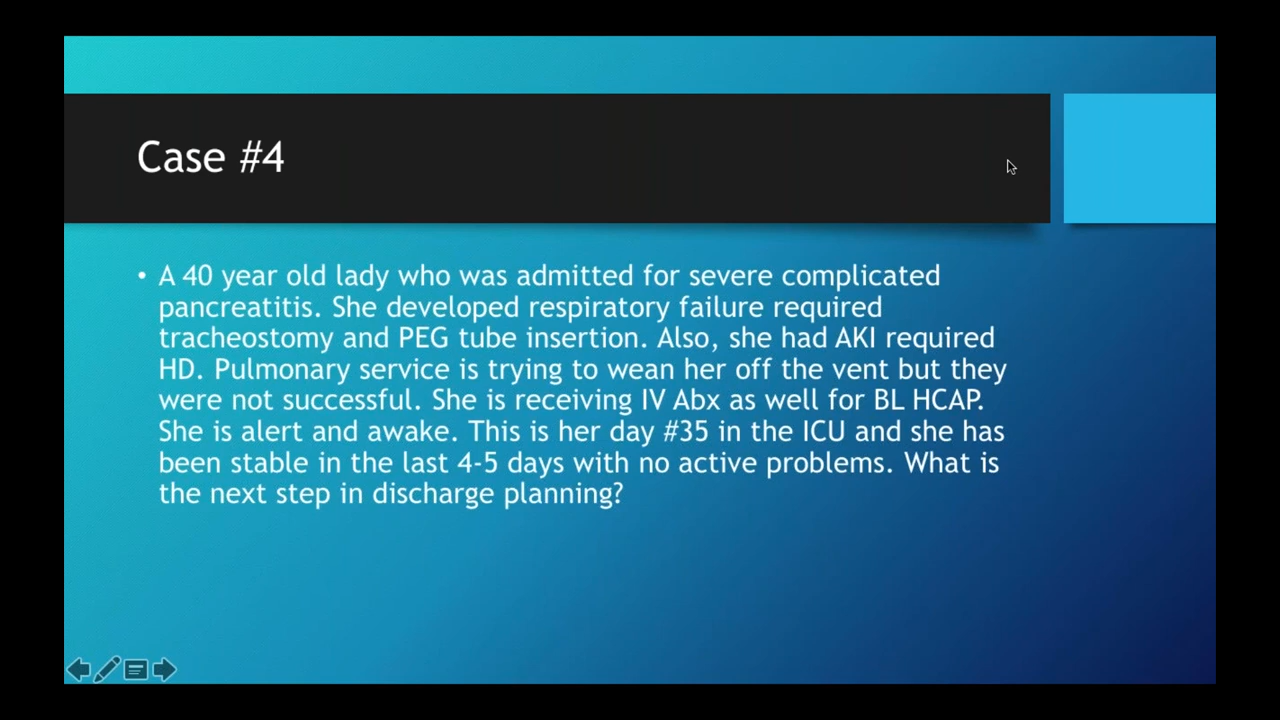 Case #4
• A 40 year old lady who was admitted for severe complicated
pancreatitis. She developed respiratory failure required
tracheostomy and PEG tube insertion. Also, she had AKI required
HD. Pulmonary service is trying to wean her off the vent but they
were not successful. She is receiving IV Abx as well for BL HCAP.
She is alert and awake. This is her day #35 in the ICU and she has
been stable in the last 4-5 days with no active problems. What is
the next step in discharge planning?